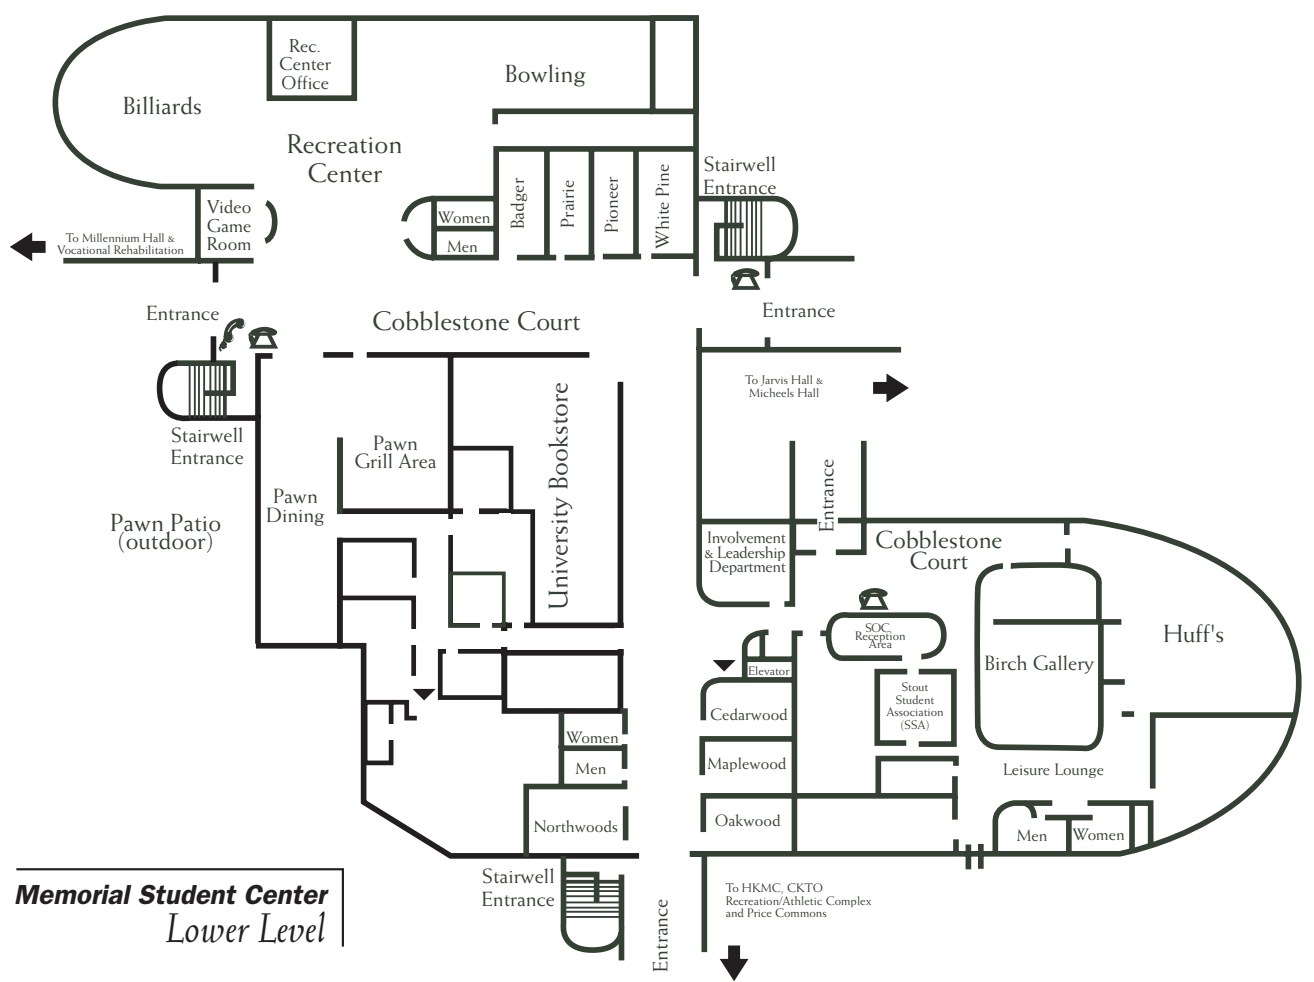 Rec.
Center
Office
Bowling
Billiards
Recreation
Center
Stairwell
Entrance
Video
Game
Room
Women
Men
Badger
Prairie
Pioneer
White Pine
To Millennium Hall &
Vocational Rehabilitation
Entrance
Cobblestone Court
Entrance
To Jarvis Hall &
Micheels Hall
Stairwell
Entrance
Pawn
Grill Area
University Bookstore
Pawn
Dining
Pawn Patio
(outdoor)
Entrance
Involvement
& Leadership
Department
Cobblestone
Court
SOC.
Reception
Area
Huff's
Birch Gallery
Elevator
Stout
Student
Association
(SSA)
Cedarwood
Women
Men
Maplewood
Leisure Lounge
Northwoods
Oakwood
Men
Women
Stairwell
Entrance
Entrance
To HKMC, CKTO
Recreation/Athletic Complex
and Price Commons
Memorial Student Center
Lower Level